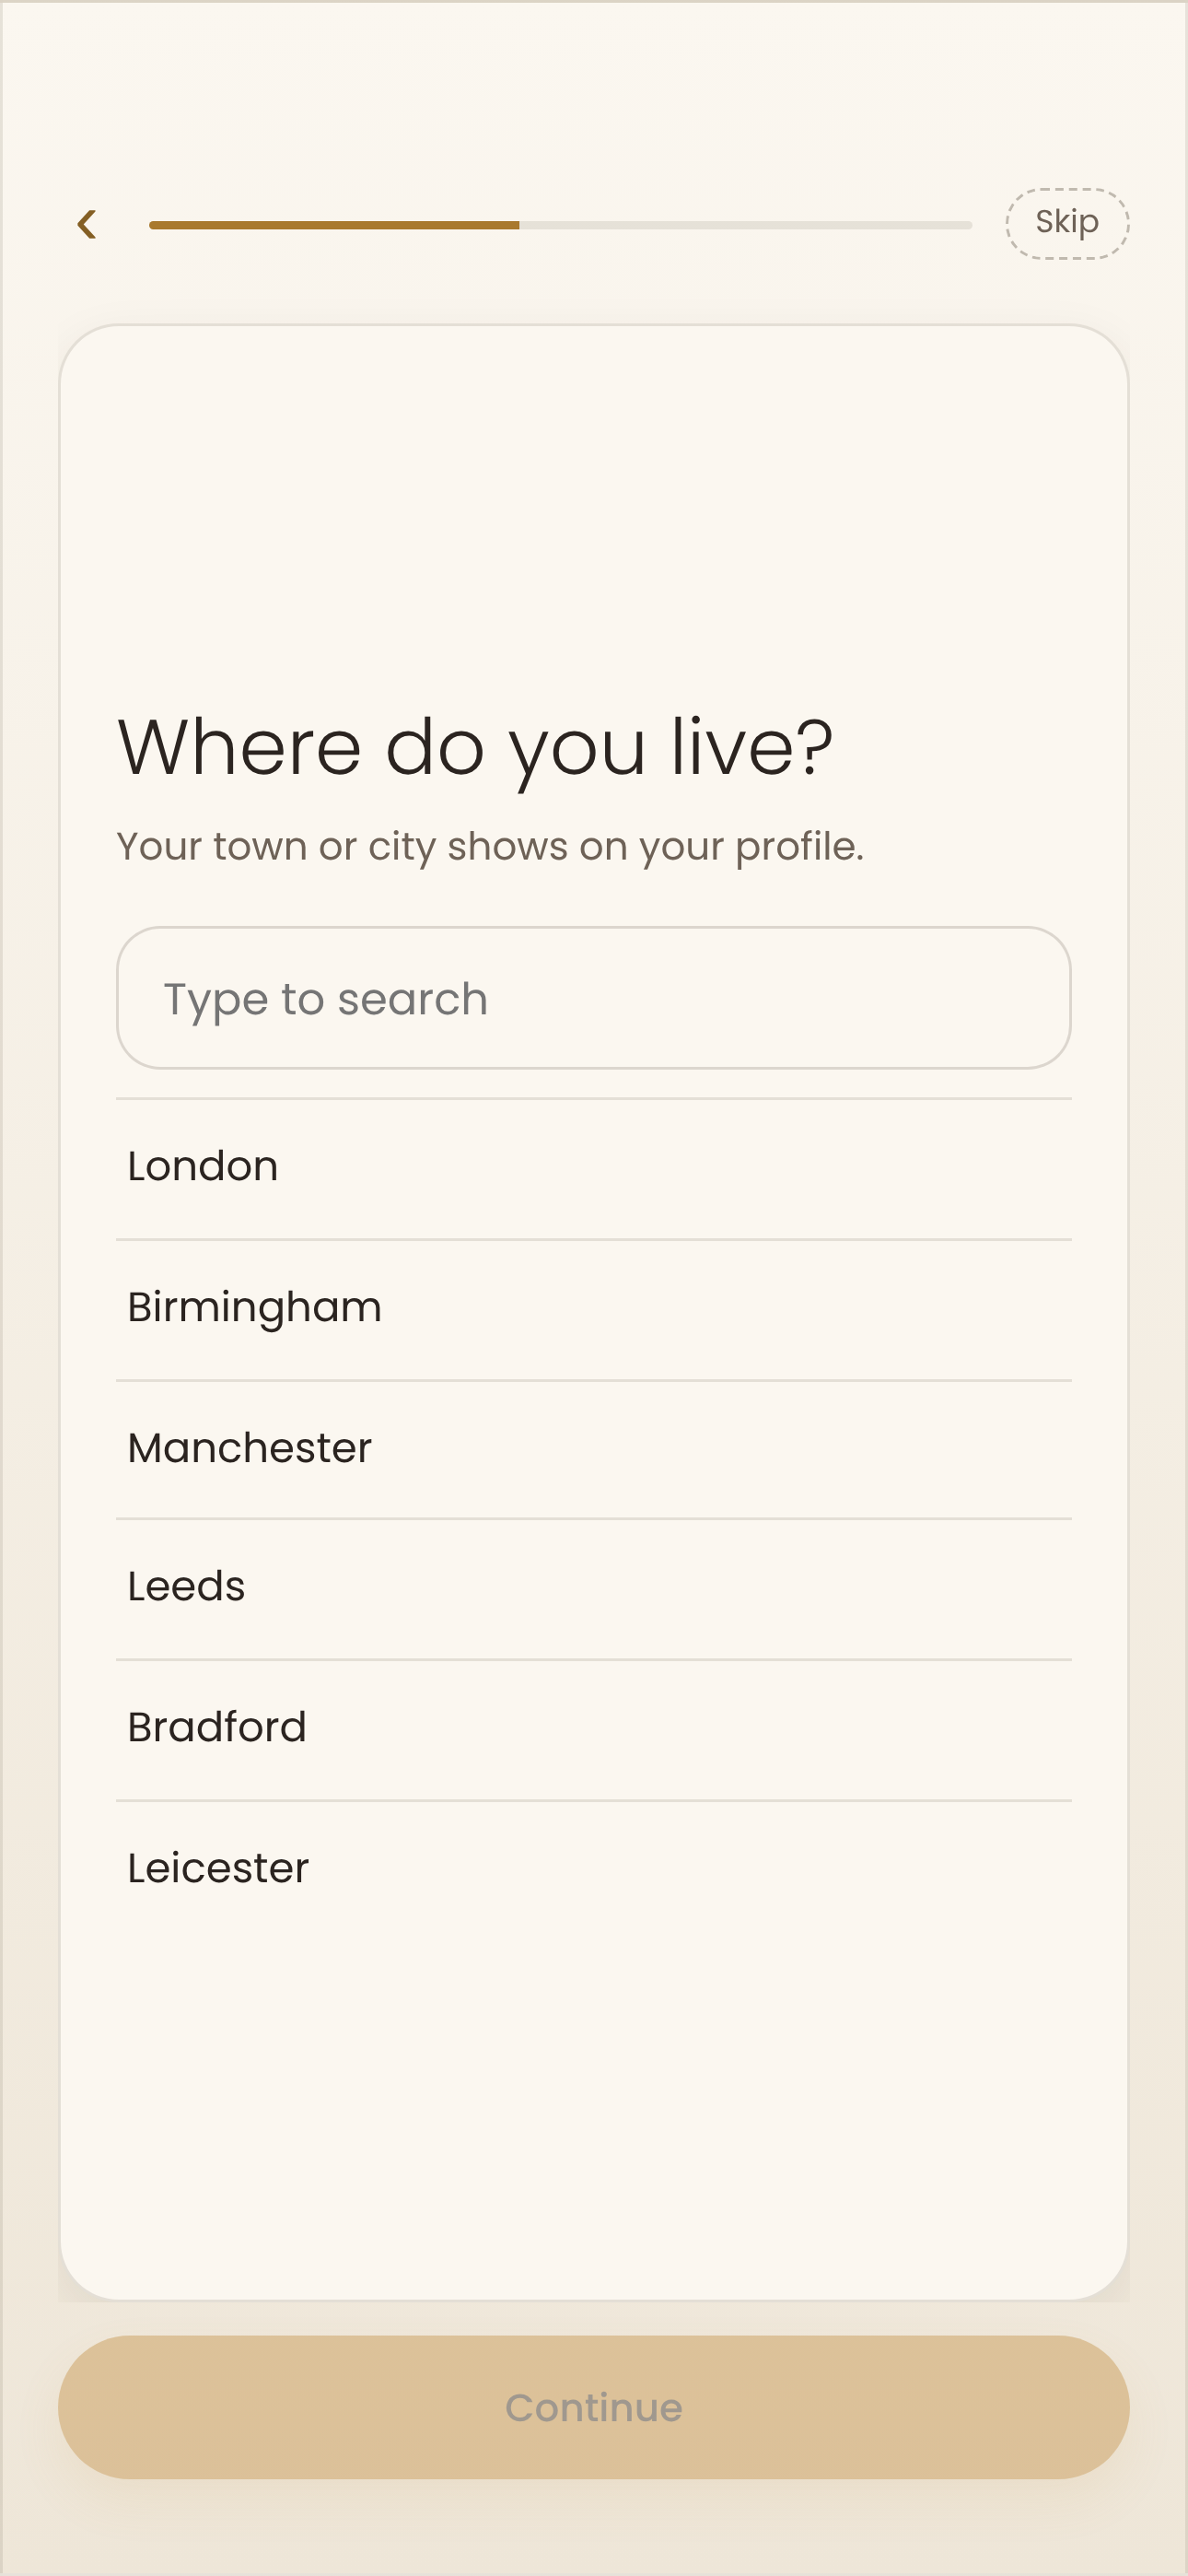 Skip
Where do you live?
Your town or city shows on your profile.
Type to search
London
Birmingham
Manchester
Leeds
Bradford
Leicester
Continue